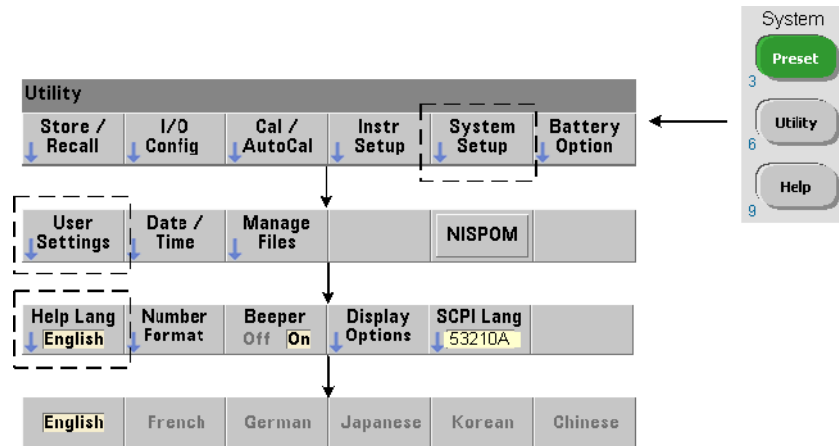 System
Preset
3
Utility
6
Help
9
Utility
Store / Recall
I/O Config
Cal / AutoCal
Instr Setup
System Setup
Battery Option
User Settings
Date / Time
Manage Files
NISPOM
Help Lang
English
Number Format
Beeper
Off On
Display Options
SCPI Lang
53210A
English
French
German
Japanese
Korean
Chinese